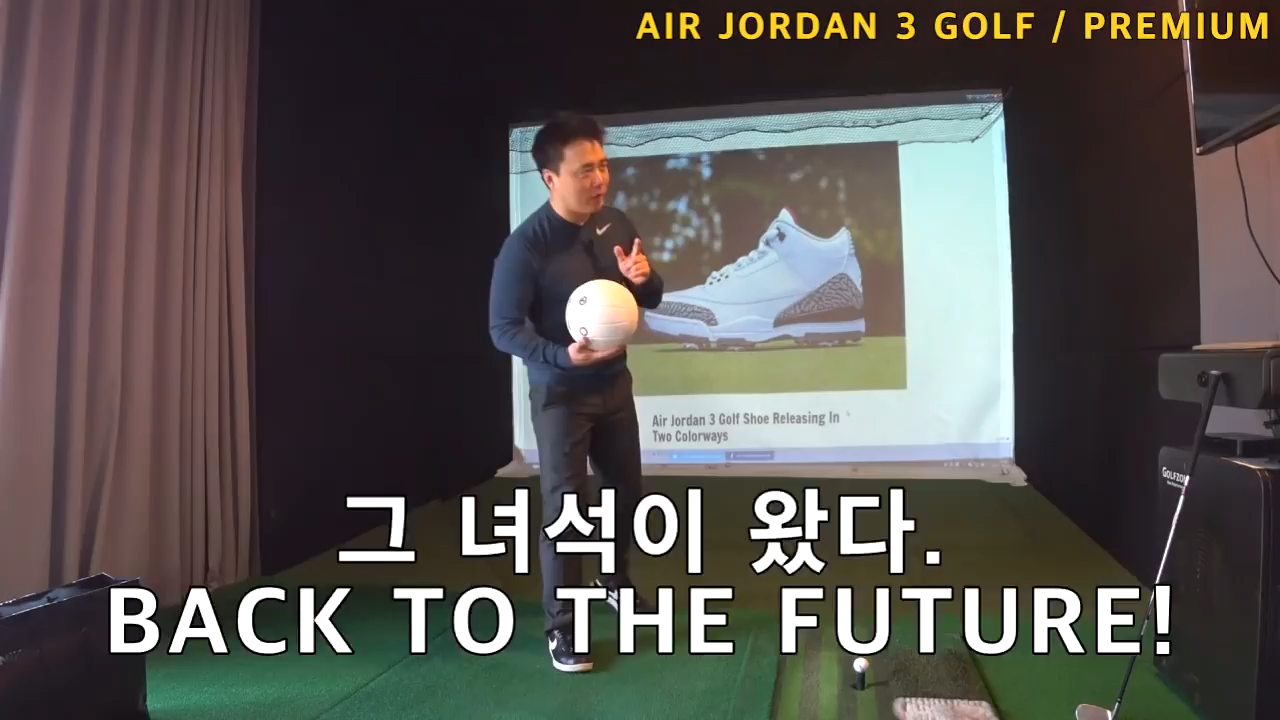 AIR JORDAN 3 GOLF / PREMIUM
Air Jordan 3 Golf Shoe Releasing In
Two Colorways
GOLFZON
그 녀석이 왔다.
BACK TO THE FUTURE!